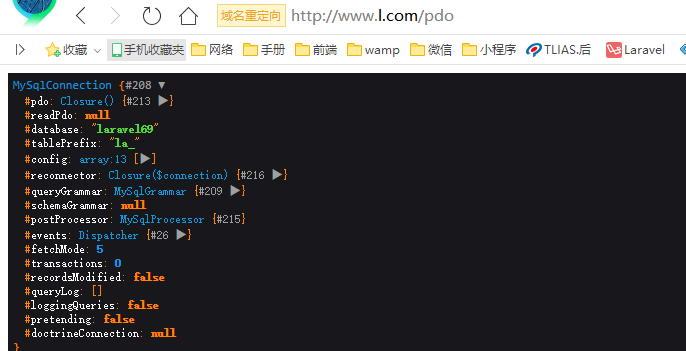 域名重定向 http://www.l.com/pdo
收藏 手机收藏夹 网络 手册 前端 wamp 微信 小程序 TLIAS.后 Laravel
MySqlConnection {#208 ▼
#pdo: Closure() {#213 ▶}
#readPdo: null
#database: "laravel69"
#tablePrefix: "la_"
#config: array:13 [▶]
#reconnector: Closure($connection) {#216 ▶}
#queryGrammar: MySqlGrammar {#209 ▶}
#schemaGrammar: null
#postProcessor: MySqlProcessor {#215}
#events: Dispatcher {#26 ▶}
#fetchMode: 5
#transactions: 0
#recordsModified: false
#queryLog: []
#loggingQueries: false
#pretending: false
#doctrineConnection: null
}